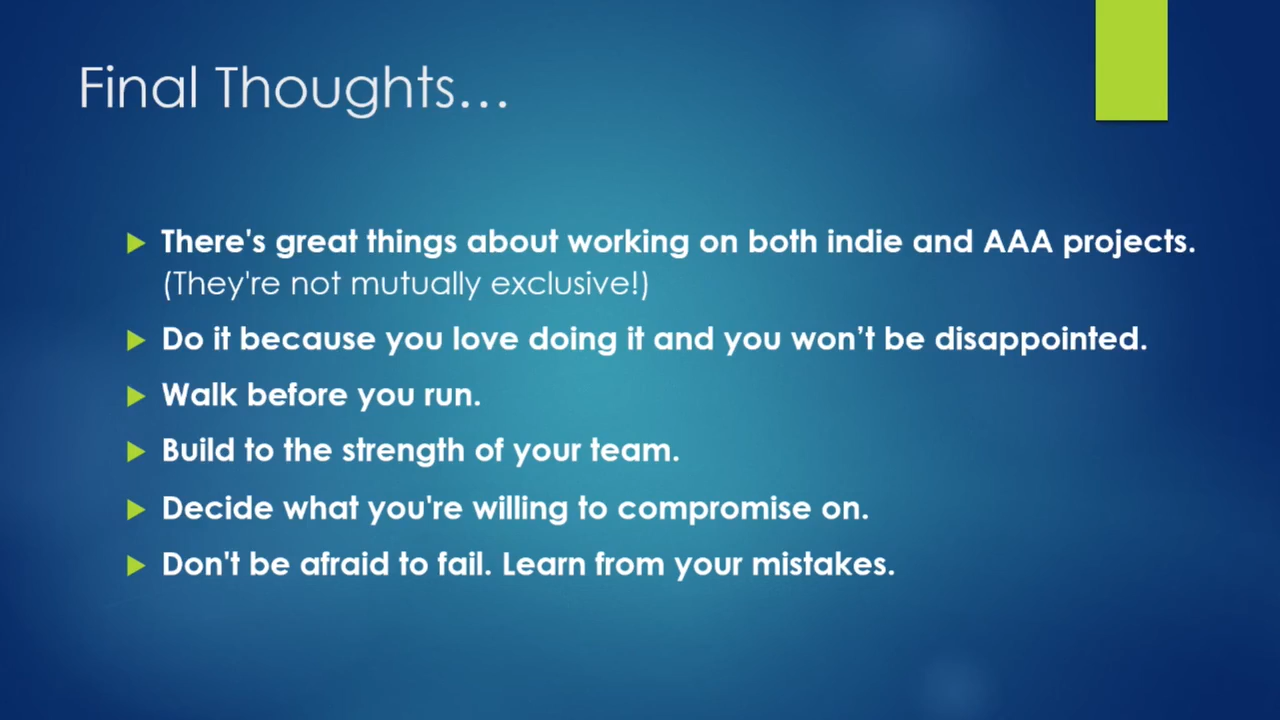 Final Thoughts…
There's great things about working on both indie and AAA projects.
(They're not mutually exclusive!)
Do it because you love doing it and you won’t be disappointed.
Walk before you run.
Build to the strength of your team.
Decide what you're willing to compromise on.
Don't be afraid to fail. Learn from your mistakes.